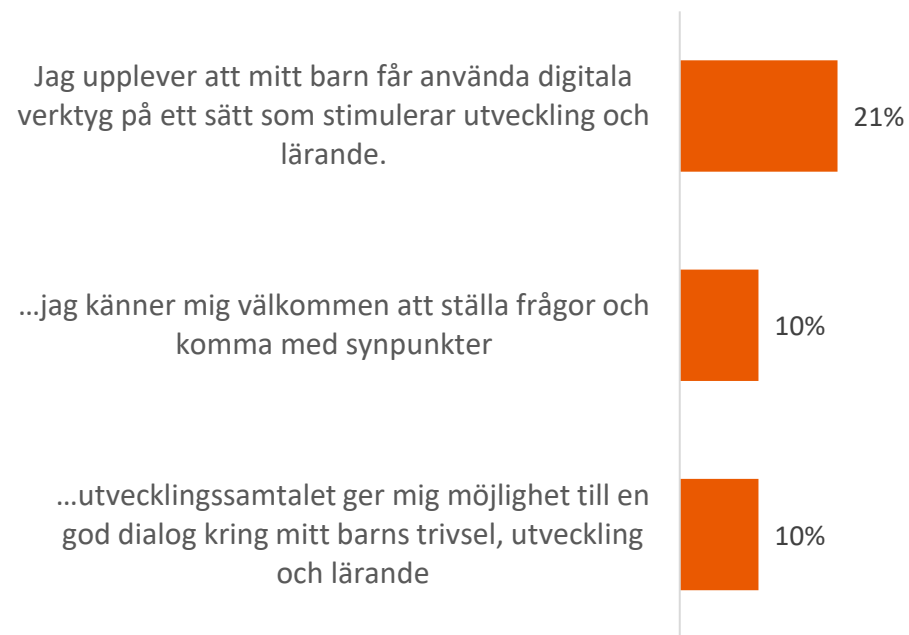 Jag upplever att mitt barn får använda digitala
verktyg på ett sätt som stimulerar utveckling och
lärande.
21%
…jag känner mig välkommen att ställa frågor och
komma med synpunkter
10%
…utvecklingssamtalet ger mig möjlighet till en
god dialog kring mitt barns trivsel, utveckling
och lärande
10%